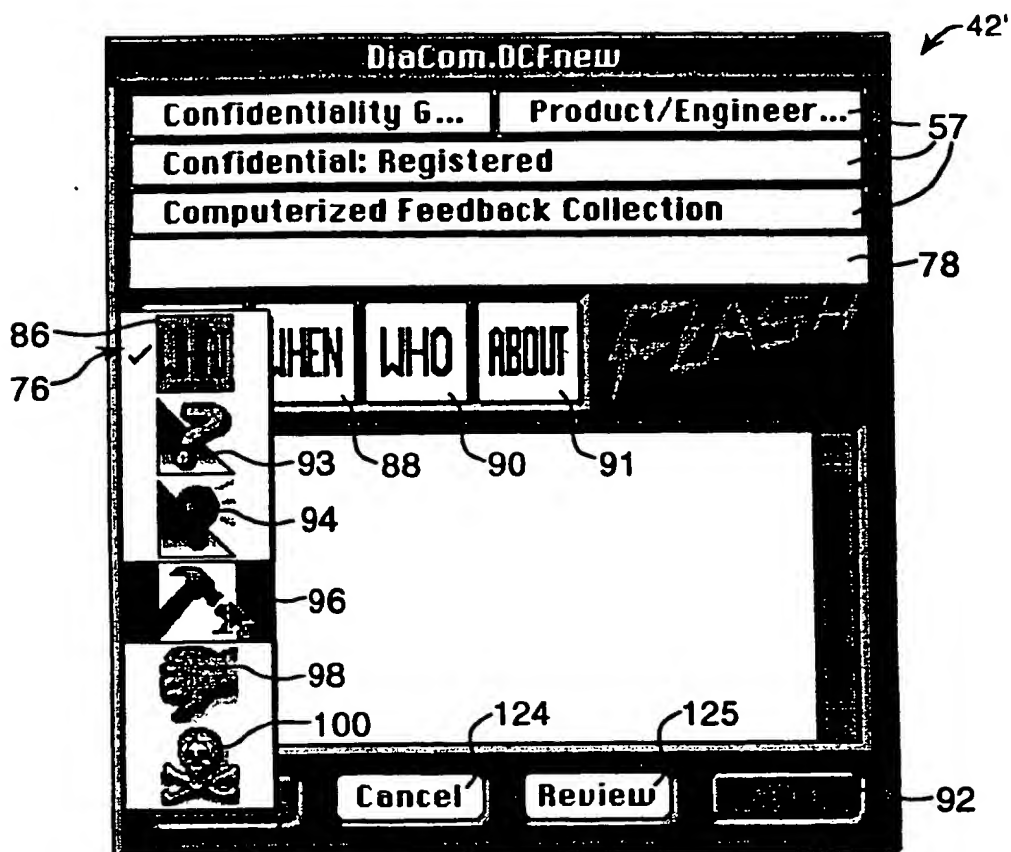 42'
DiaCom.DCFnew
Confidentiality G... Product/Engineer...
57
Confidential: Registered
Computerized Feedback Collection
78
86
76
WHEN WHO ABOUT
93 88 90 91
94
96
98
100 124 125
Cancel Review
92